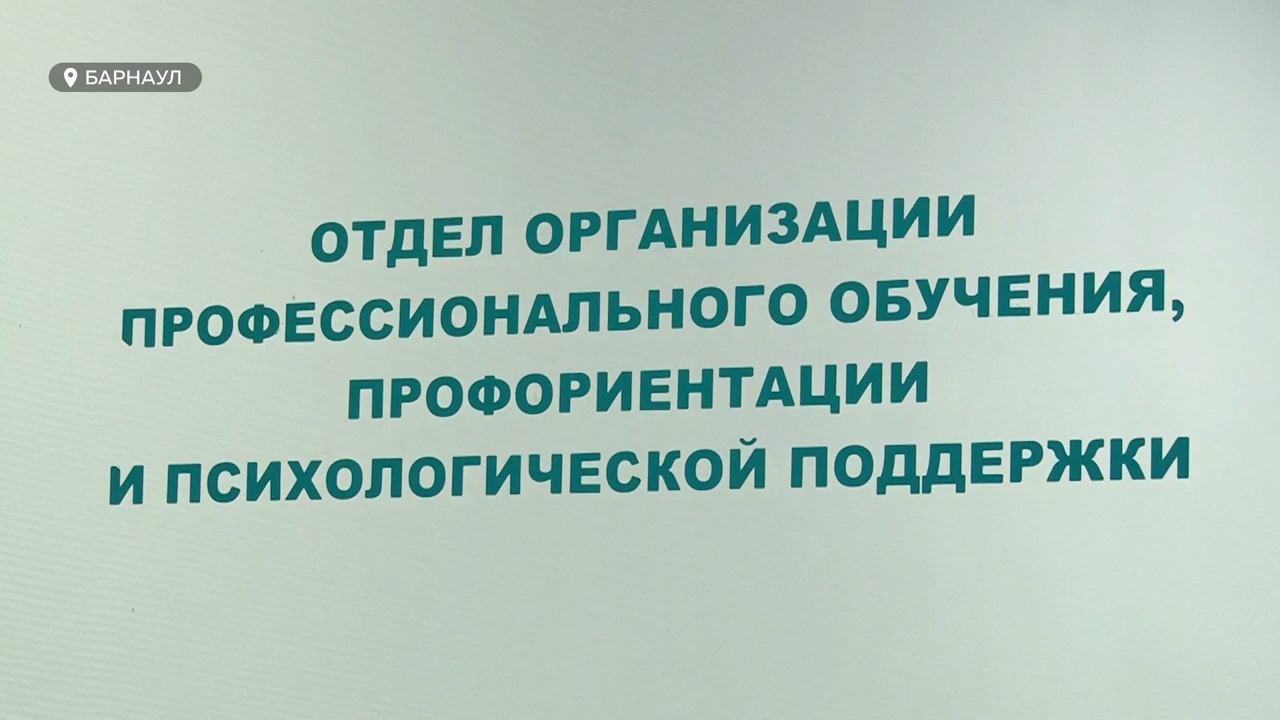 БАРНАУЛ
ОТДЕЛ ОРГАНИЗАЦИИ
ПРОФЕССИОНАЛЬНОГО ОБУЧЕНИЯ,
ПРОФОРИЕНТАЦИИ
И ПСИХОЛОГИЧЕСКОЙ ПОДДЕРЖКИ